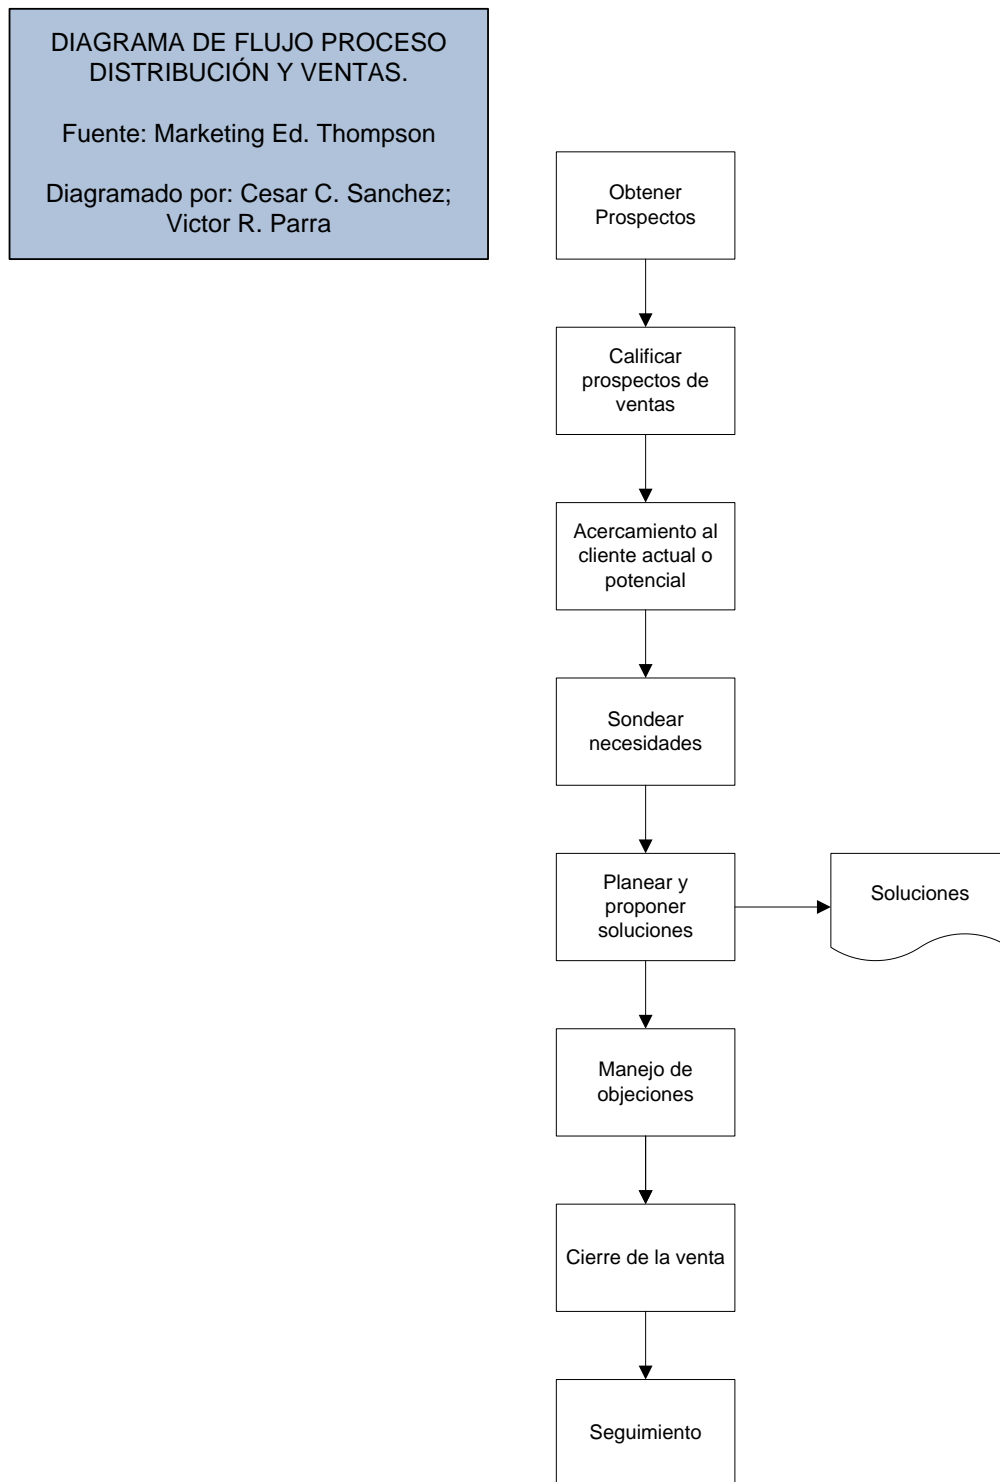 DIAGRAMA DE FLUJO PROCESO
DISTRIBUCIÓN Y VENTAS.
Fuente: Marketing Ed. Thompson
Diagramado por: Cesar C. Sanchez;
Victor R. Parra
Obtener
Prospectos
Calificar
prospectos de
ventas
Acercamiento al
cliente actual o
potencial
Sondear
necesidades
Planear y
proponer
soluciones
Soluciones
Manejo de
objeciones
Cierre de la venta
Seguimiento